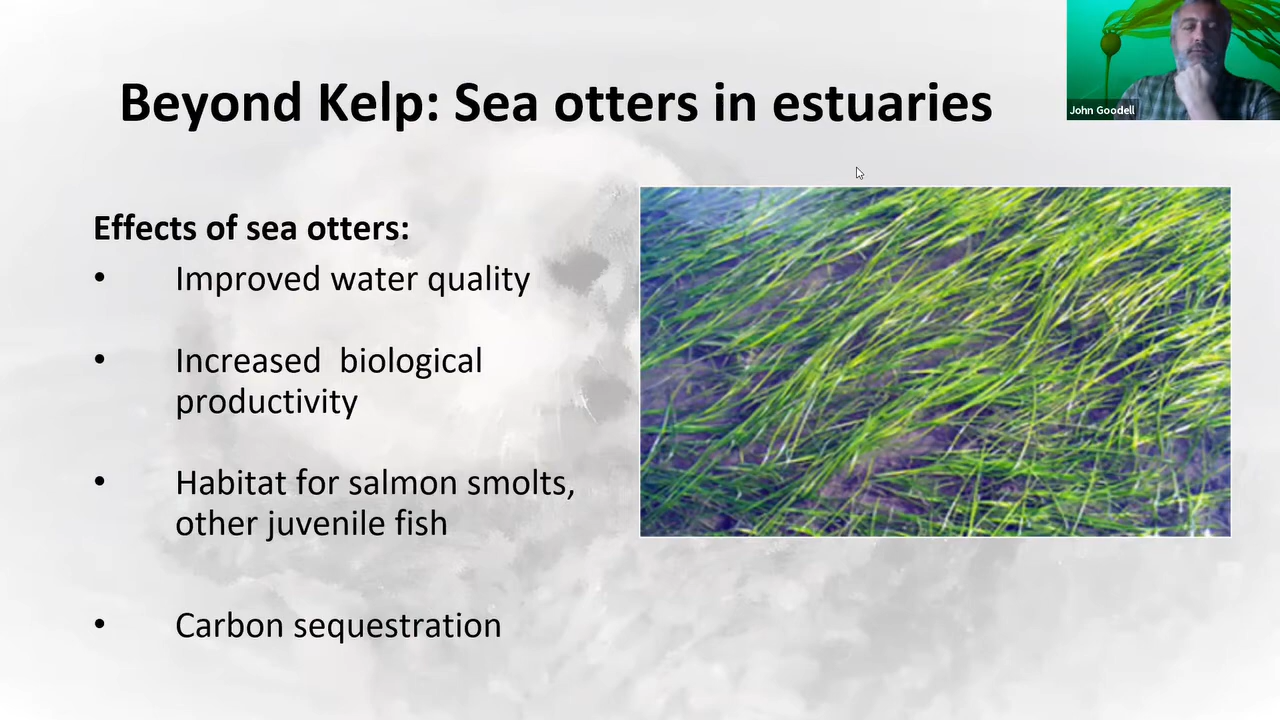 Beyond Kelp: Sea otters in estuaries
John Goodell
Effects of sea otters:
• Improved water quality
• Increased  biological
productivity
• Habitat for salmon smolts,
other juvenile fish
• Carbon sequestration